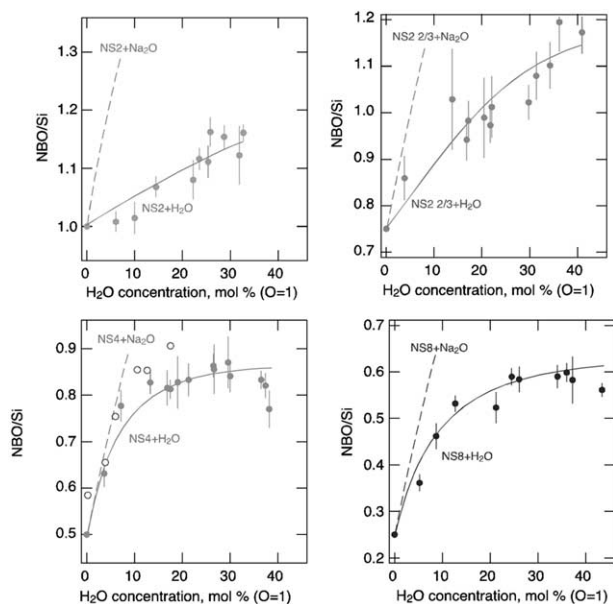 NBO/Si
1.3
1.2
1.1
1.0
NS2+Na₂O
NS2+H₂O
0 10 20 30 40
H₂O concentration, mol % (O=1)
NBO/Si
1.2
1.1
1.0
0.9
0.8
0.7
NS2 2/3+Na₂O
NS2 2/3+H₂O
0 10 20 30 40
H₂O concentration, mol % (O=1)
NBO/Si
0.9
0.8
0.7
0.6
0.5
NS4+Na₂O
NS4+H₂O
0 10 20 30 40
H₂O concentration, mol % (O=1)
NBO/Si
0.7
0.6
0.5
0.4
0.3
0.2
NS8+Na₂O
NS8+H₂O
0 10 20 30 40
H₂O concentration, mol % (O=1)